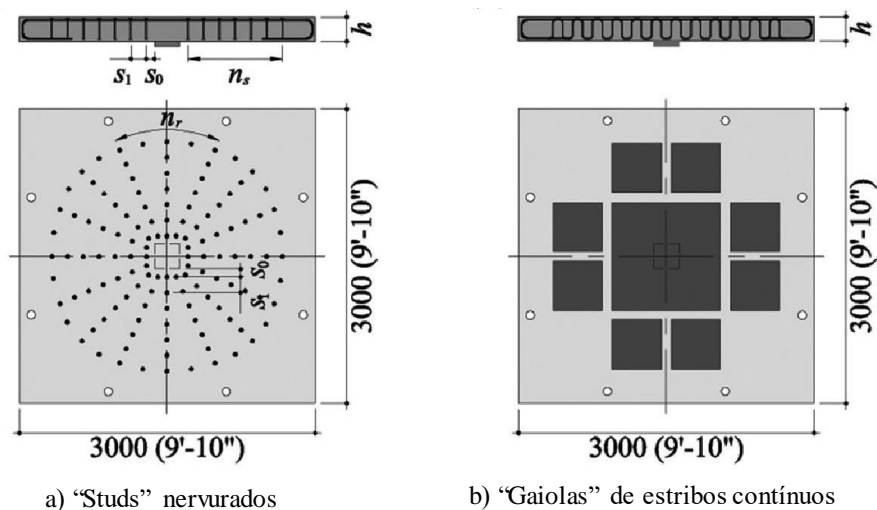 h
s₁ s₀ nₛ
nᵣ
s₀
s₁
3000 (9'-10")
3000 (9'-10")
a) “Studs” nervurados
h
3000 (9'-10")
3000 (9'-10")
b) “Gaiolas” de estribos contínuos